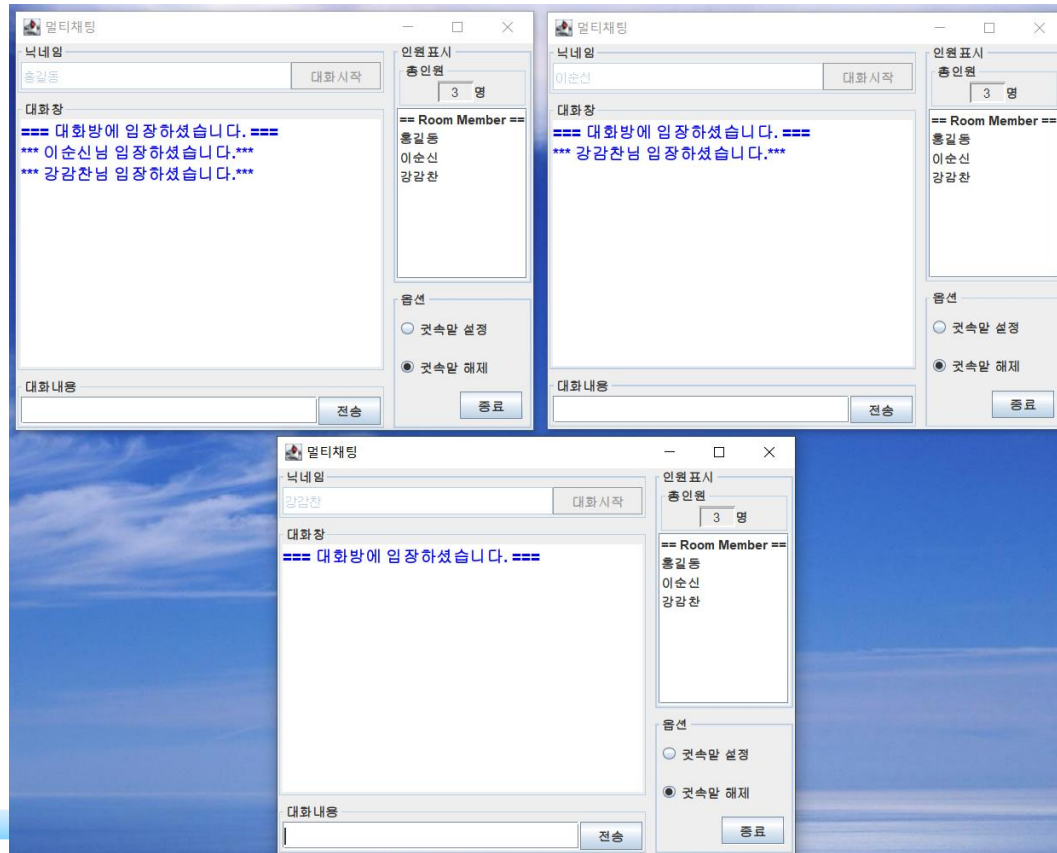 멀티채팅
닉네임
홍길동
대화시작
대화창
=== 대화방에 입장하셨습니다. ===
*** 이순신님 입장하셨습니다.***
*** 강감찬님 입장하셨습니다.***
대화내용
전송
인원표시
총인원
3 명
== Room Member ==
홍길동
이순신
강감찬
옵션
귓속말 설정
귓속말 해제
종료
멀티채팅
닉네임
이순신
대화시작
대화창
=== 대화방에 입장하셨습니다. ===
*** 강감찬님 입장하셨습니다.***
대화내용
전송
인원표시
총인원
3 명
== Room Member ==
홍길동
이순신
강감찬
옵션
귓속말 설정
귓속말 해제
종료
멀티채팅
닉네임
강감찬
대화시작
대화창
=== 대화방에 입장하셨습니다. ===
대화내용
전송
인원표시
총인원
3 명
== Room Member ==
홍길동
이순신
강감찬
옵션
귓속말 설정
귓속말 해제
종료